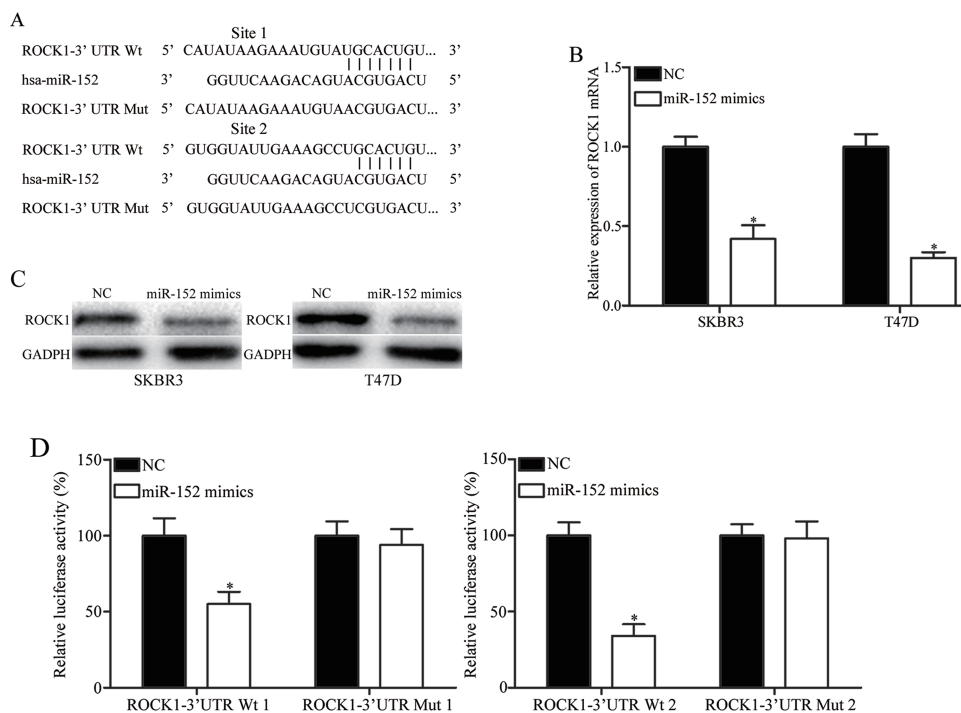 A
Site 1
ROCK1-3' UTR Wt 5' CAUAUAAGAAAUGUAUGCACUGU... 3'
hsa-miR-152 3' GGUUCAAGACAGUACGUGACU 5'
ROCK1-3' UTR Mut 5' CAUAUAAGAAAUGUAACGUGACU... 3'
Site 2
ROCK1-3' UTR Wt 5' GUGGUAUUGAAAGCCUGCACUGU... 3'
hsa-miR-152 3' GGUUCAAGACAGUACGUGACU 5'
ROCK1-3' UTR Mut 5' GUGGUAUUGAAAGCCUCGUGACU... 3'
B
Relative expression of ROCK1 mRNA
1.5
1.0
0.5
0.0
NC
miR-152 mimics
*
*
SKBR3 T47D
C
NC miR-152 mimics
ROCK1
GADPH
SKBR3
NC miR-152 mimics
ROCK1
GADPH
T47D
D
Relative luciferase activity (%)
150
100
50
0
NC
miR-152 mimics
*
ROCK1-3'UTR Wt 1 ROCK1-3'UTR Mut 1
Relative luciferase activity (%)
150
100
50
0
NC
miR-152 mimics
*
ROCK1-3'UTR Wt 2 ROCK1-3'UTR Mut 2